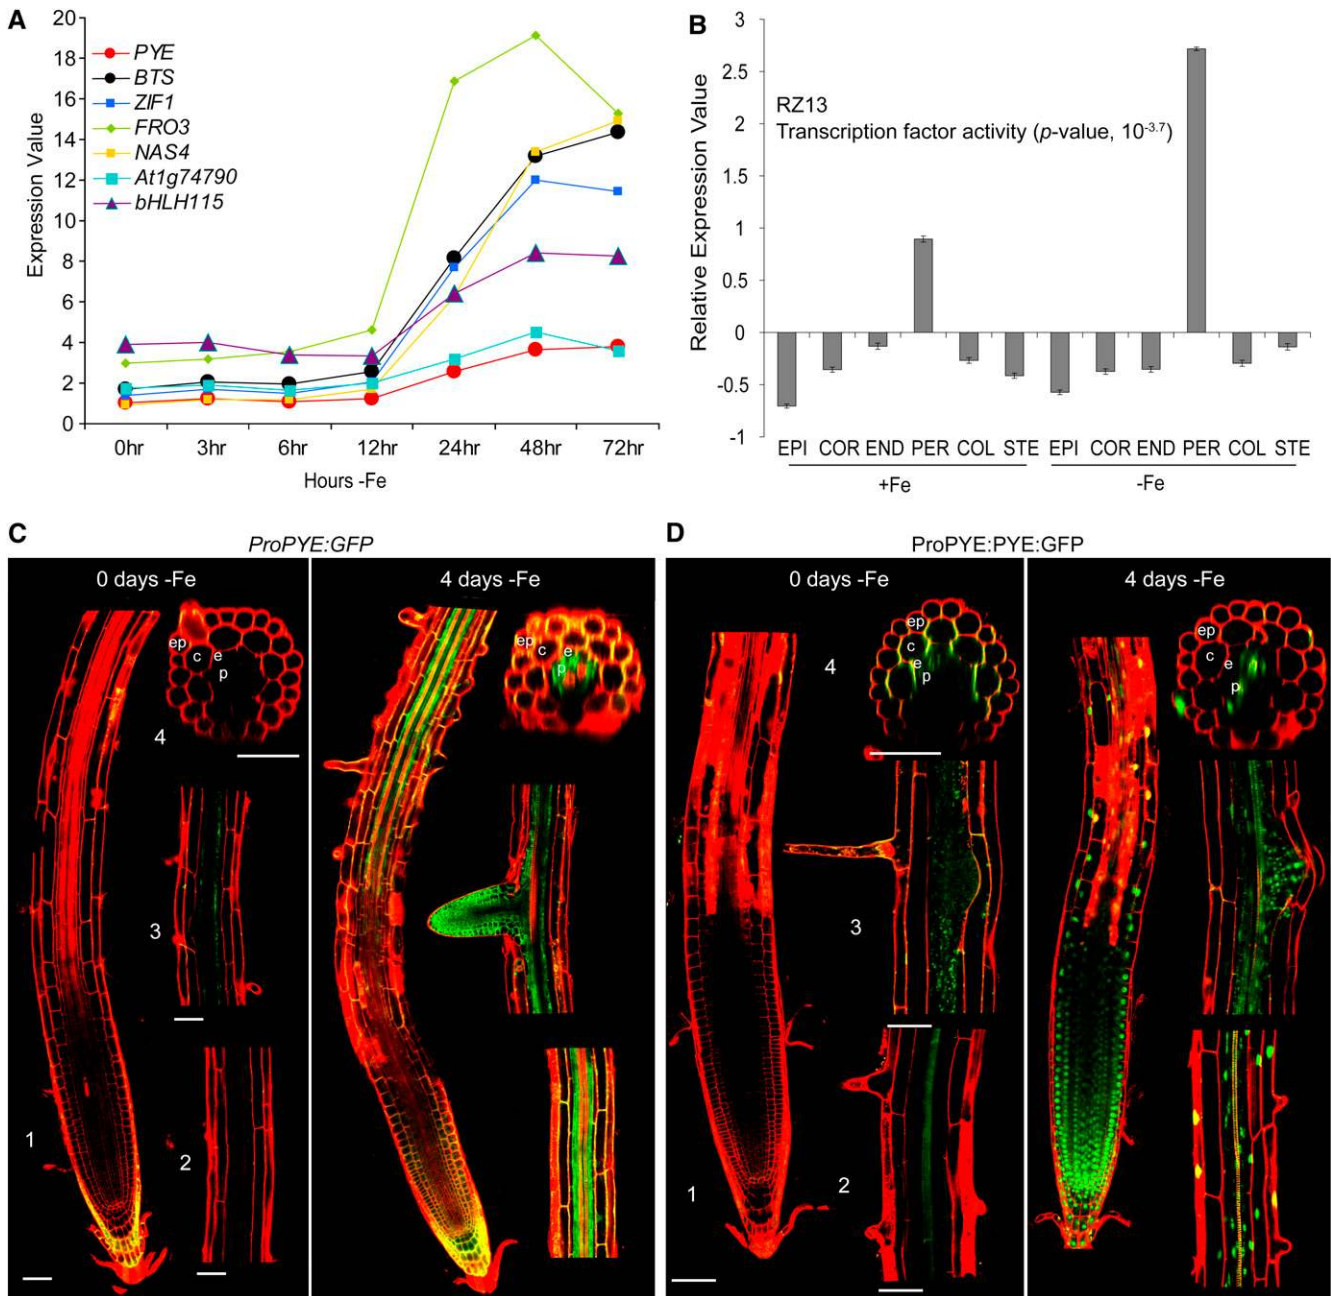 A
20
18
16
14
12
10
8
6
4
2
0
Expression Value
PYE
BTS
ZIF1
FRO3
NAS4
At1g74790
bHLH115
0hr 3hr 6hr 12hr 24hr 48hr 72hr
Hours -Fe
B
3
2.5
2
1.5
1
0.5
0
-0.5
-1
Relative Expression Value
RZ13
Transcription factor activity (p-value, 10^-3.7)
EPI COR END PER COL STE EPI COR END PER COL STE
+Fe -Fe
C
ProPYE:GFP
0 days -Fe 4 days -Fe
ep
c e
p
4
3
1 2
ep
c e
p
D
ProPYE:PYE:GFP
0 days -Fe 4 days -Fe
4
ep
c
e
p
3
1 2
ep
c e
p